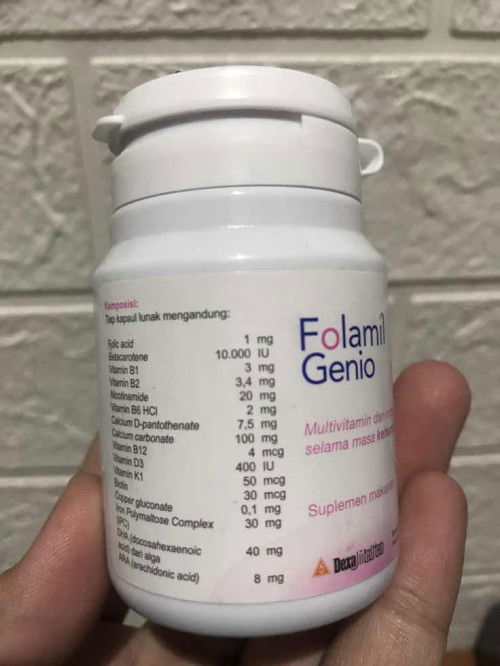 Komposisi:
Tiap kapsul lunak mengandung:
Folic acid 1 mg
Betacerotene 10.000 IU
Vitamin B1 3 mg
Vitamin B2 3,4 mg
Nicotinamide 20 mg
Vitamin B6 HCl 2 mg
Calcium D-pantothenate 7,5 mg
Calcium carbonate 100 mg
Vitamin B12 4 mcg
Vitamin D3 400 IU
Vitamin K1 50 mcg
Biotin 30 mcg
Copper gluconate 0,1 mg
Iron Polymaltose Complex 30 mg
(IPC)
DHA (docosahexaenoic 40 mg
acid) dari alga
ARA (arachidonic acid) 8 mg
Folamil
Genio
Multivitamin dan
selama masa
Suplemen makanan
Dexa